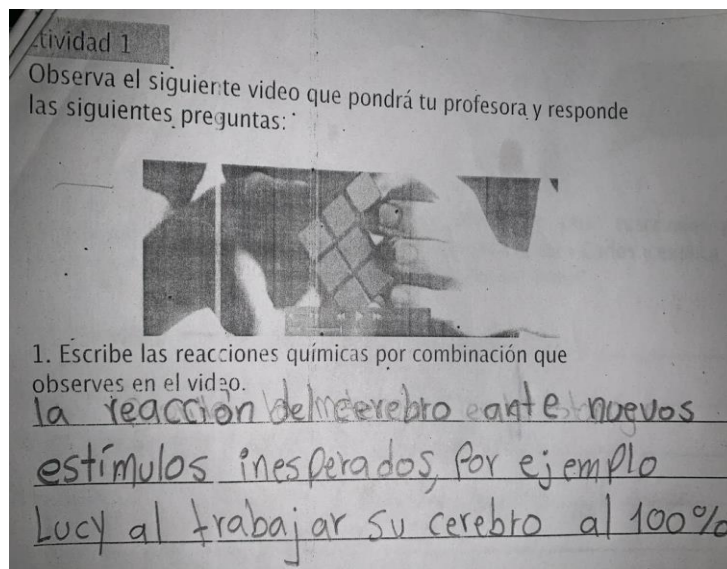 ctividad 1
Observa el siguiente video que pondrá tu profesora y responde
las siguientes preguntas:
1. Escribe las reacciones químicas por combinación que
observes en el video.
la reacción del cerebro ante nuevos
estímulos inesperados, Por ejemplo
Lucy al trabajar su cerebro al 100%